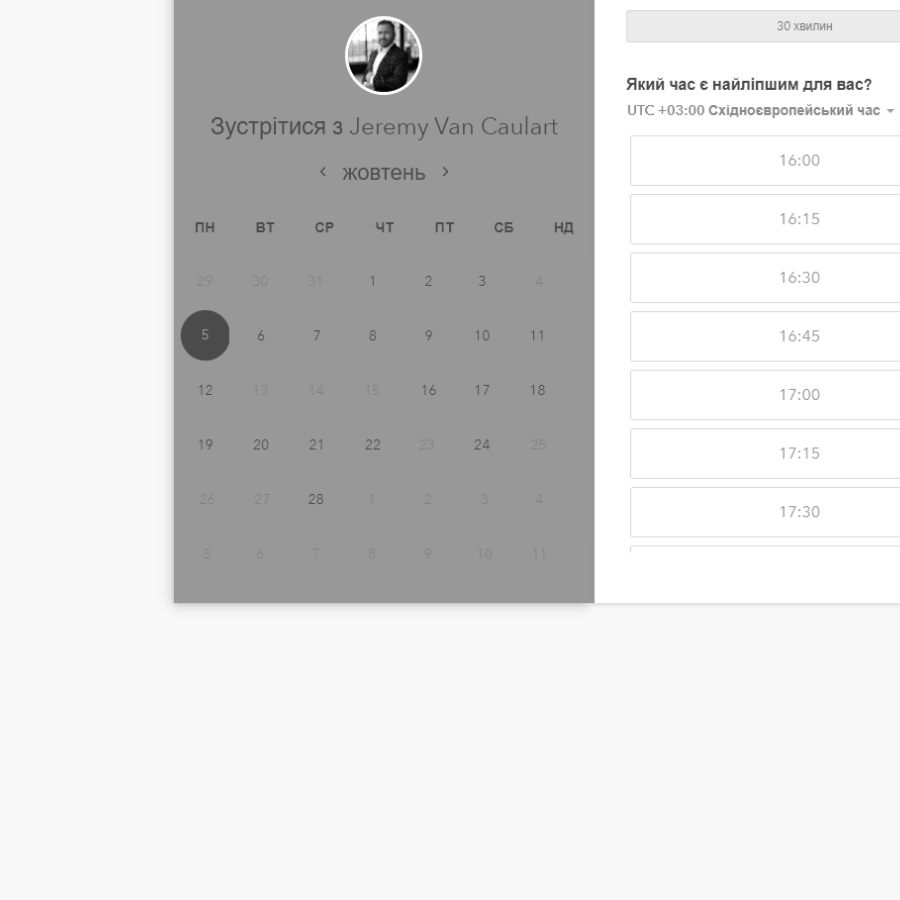 Зустрітися з Jeremy Van Caulart
жовтень
ПН ВТ СР ЧТ ПТ СБ НД
29 30 31 1 2 3 4
5 6 7 8 9 10 11
12 13 14 15 16 17 18
19 20 21 22 23 24 25
26 27 28 1 2 3 4
5 6 7 8 9 10 11
30 хвилин
Який час є найліпшим для вас?
UTC +03:00 Східноєвропейський час
16:00
16:15
16:30
16:45
17:00
17:15
17:30